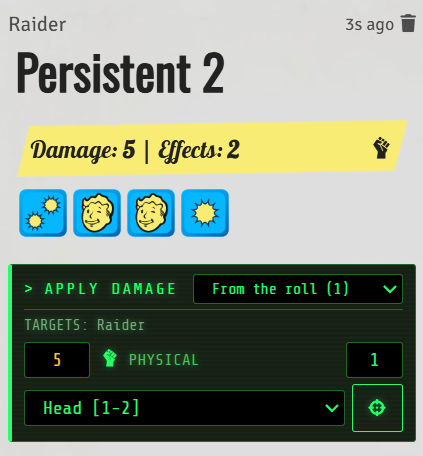 Raider 3s ago
Persistent 2
Damage: 5 | Effects: 2
> APPLY DAMAGE From the roll (1)
TARGETS: Raider
5 PHYSICAL 1
Head [1-2]